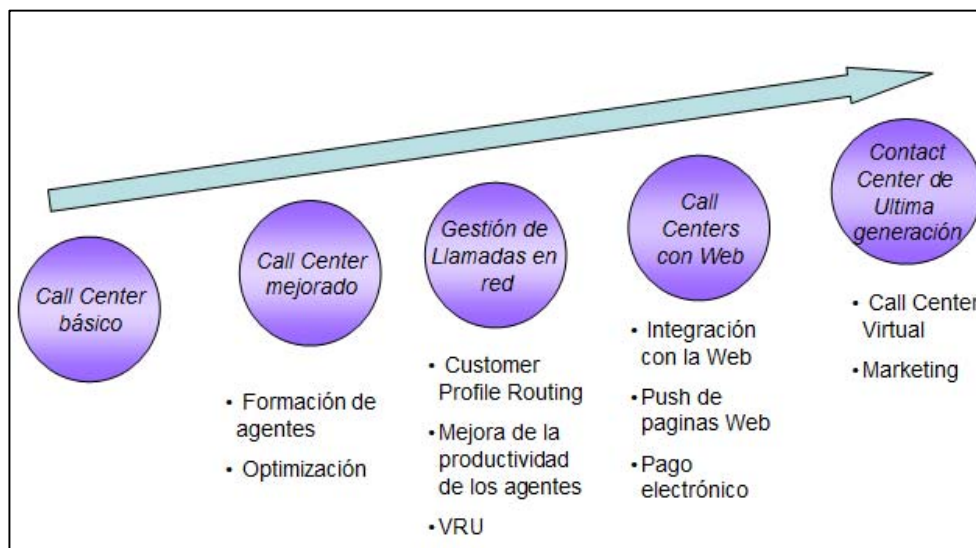 Call Center
básico
Call Center
mejorado
Gestión de
Llamadas en
red
Call
Centers
con Web
Contact
Center de
Ultima
generación
• Formación de
agentes
• Optimización
• Customer
Profile Routing
• Mejora de la
productividad
de los agentes
• VRU
• Integración
con la Web
• Push de
paginas Web
• Pago
electrónico
• Call Center
Virtual
• Marketing